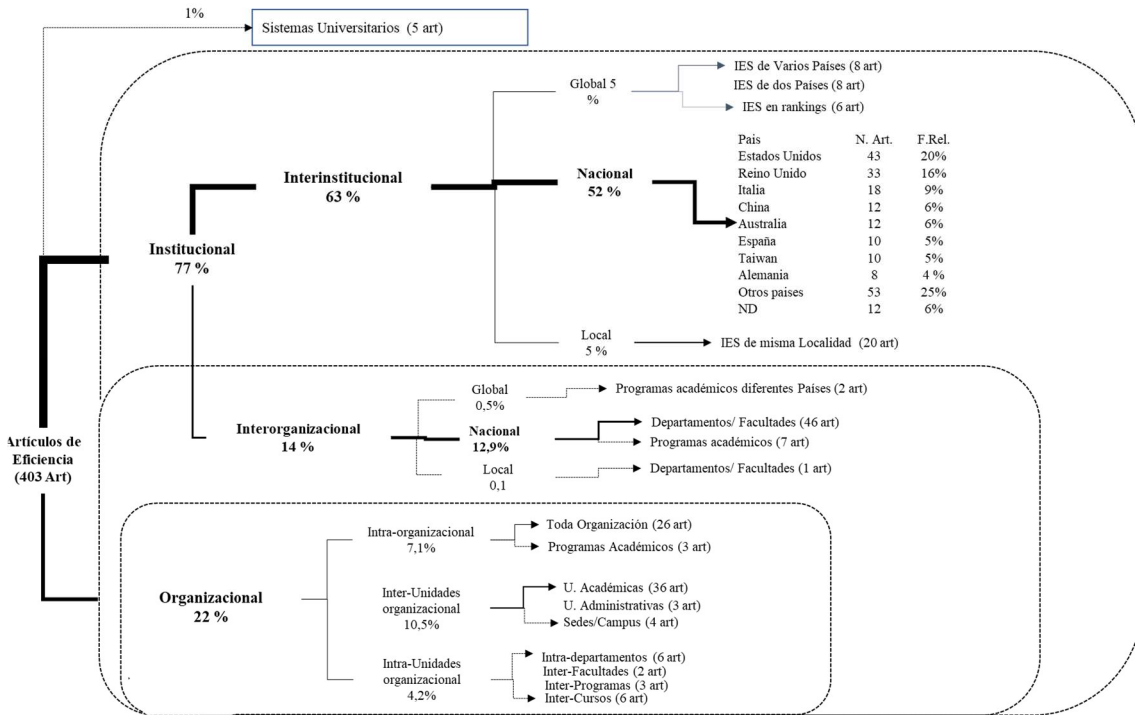 1%
Sistemas Universitarios (5 art)
Global 5
%
IES de Varios Países (8 art)
IES de dos Países (8 art)
IES en rankings (6 art)
Interinstitucional
63 %
Nacional
52 %
Pais N. Art. F.Rel.
Estados Unidos 43 20%
Reino Unido 33 16%
Italia 18 9%
China 12 6%
Australia 12 6%
España 10 5%
Taiwan 10 5%
Alemania 8 4 %
Otros paises 53 25%
ND 12 6%
Institucional
77 %
Local
5 %
IES de misma Localidad (20 art)
Global
0,5%
Programas académicos diferentes Países (2 art)
Interorganizacional
14 %
Nacional
12,9%
Departamentos/ Facultades (46 art)
Programas académicos (7 art)
Local
0,1
Departamentos/ Facultades (1 art)
Artículos de
Eficiencia
(403 Art)
Organizacional
22 %
Intra-organizacional
7,1%
Toda Organización (26 art)
Programas Académicos (3 art)
Inter-Unidades
organizacional
10,5%
U. Académicas (36 art)
U. Administrativas (3 art)
Sedes/Campus (4 art)
Intra-Unidades
organizacional
4,2%
Intra-departamentos (6 art)
Inter-Facultades (2 art)
Inter-Programas (3 art)
Inter-Cursos (6 art)